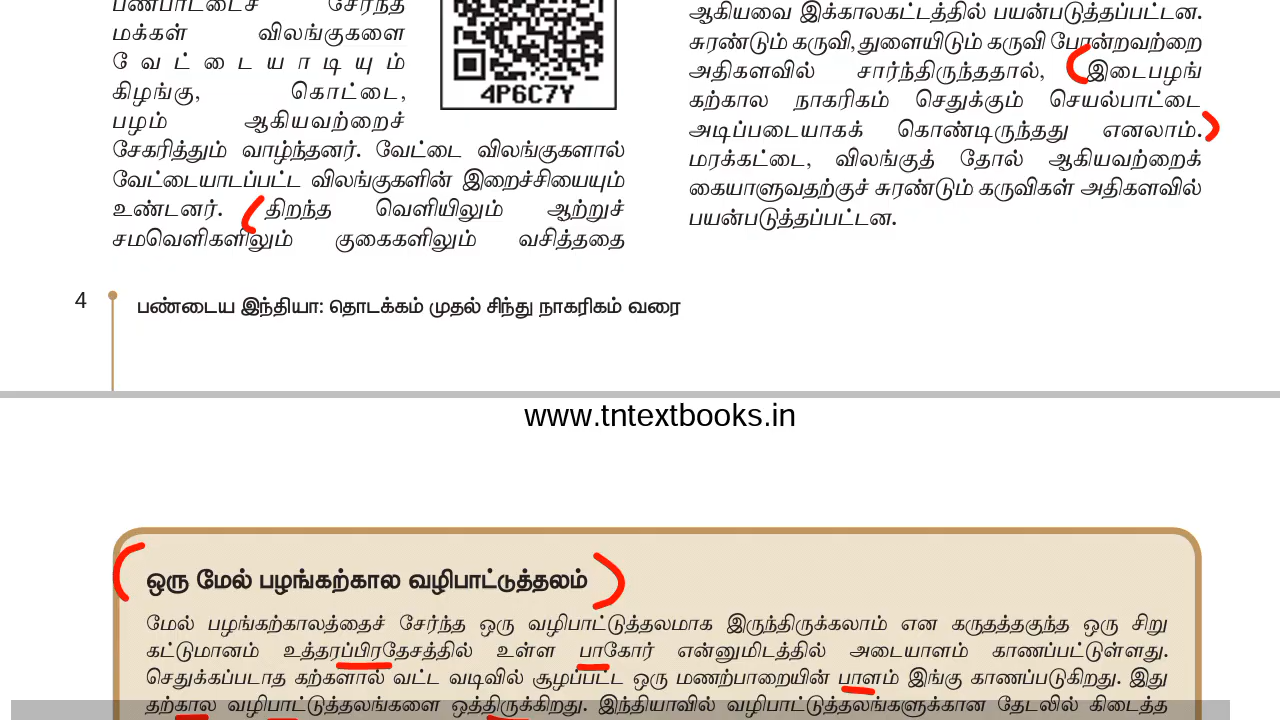 பண்பாட்டைச் சேர்ந்த
மக்கள் விலங்குகளை
வேட்டையாடியும்
கிழங்கு, கொட்டை,
பழம் ஆகியவற்றைச்
சேகரித்தும் வாழ்ந்தனர். வேட்டை விலங்குகளால்
வேட்டையாடப்பட்ட விலங்குகளின் இறைச்சியையும்
உண்டனர். திறந்த வெளியிலும் ஆற்றுச்
சமவெளிகளிலும் குகைகளிலும் வசித்ததை
4P6C7Y
ஆகியவை இக்காலகட்டத்தில் பயன்படுத்தப்பட்டன.
சுரண்டும் கருவி, துளையிடும் கருவி போன்றவற்றை
அதிகளவில் சார்ந்திருந்ததால், இடைபழங்
கற்கால நாகரிகம் செதுக்கும் செயல்பாட்டை
அடிப்படையாகக் கொண்டிருந்தது எனலாம்.
மரக்கட்டை, விலங்குத் தோல் ஆகியவற்றைக்
கையாளுவதற்குச் சுரண்டும் கருவிகள் அதிகளவில்
பயன்படுத்தப்பட்டன.
4 பண்டைய இந்தியா: தொடக்கம் முதல் சிந்து நாகரிகம் வரை
www.tntextbooks.in
ஒரு மேல் பழங்கற்கால வழிபாட்டுத்தலம்
மேல் பழங்கற்காலத்தைச் சேர்ந்த ஒரு வழிபாட்டுத்தலமாக இருந்திருக்கலாம் என கருதத்தகுந்த ஒரு சிறு
கட்டுமானம் உத்தரப்பிரதேசத்தில் உள்ள பாகோர் என்னுமிடத்தில் அடையாளம் காணப்பட்டுள்ளது.
செதுக்கப்படாத கற்களால் வட்ட வடிவில் சூழப்பட்ட ஒரு மணற்பாறையின் பாளம் இங்கு காணப்படுகிறது. இது
தற்கால வழிபாட்டுத்தலங்களை ஒத்திருக்கிறது. இந்தியாவில் வழிபாட்டுத்தலங்களுக்கான தேடலில் கிடைத்த